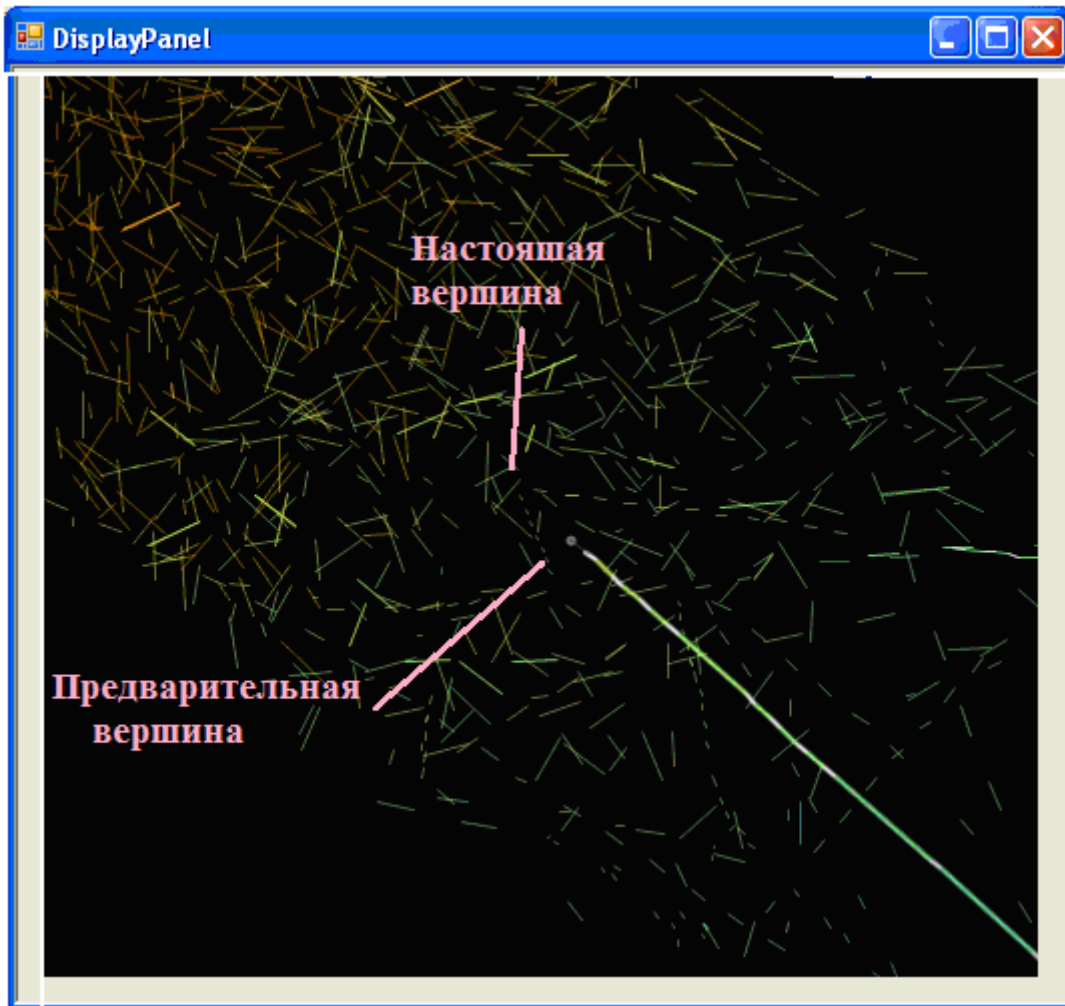 DisplayPanel
Настояшая
вершина
Предварительная
вершина